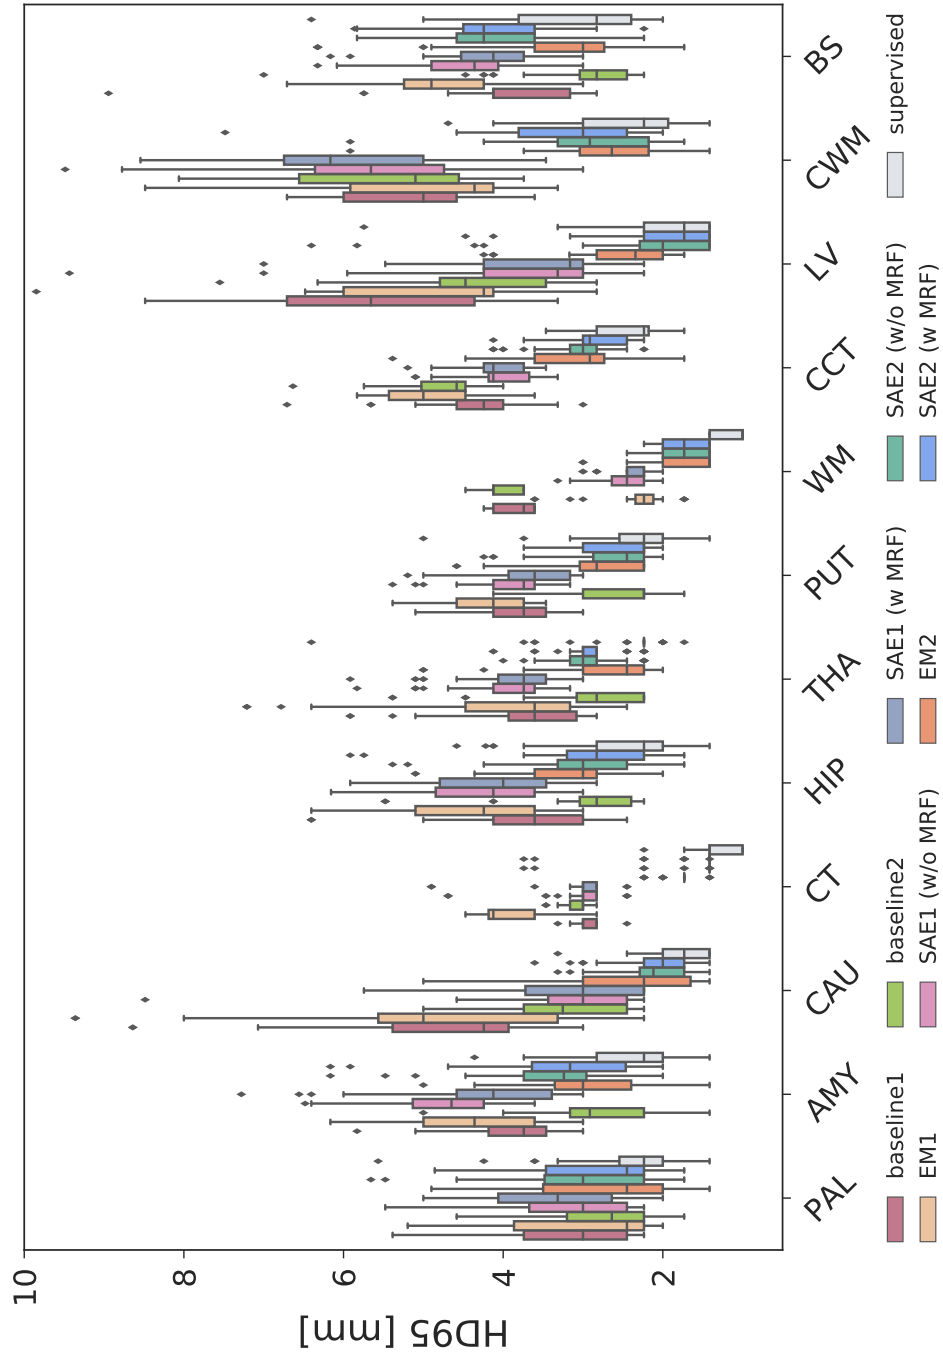 HD95 [mm]
10
8
6
4
2
PAL AMY CAU CT HIP THA PUT WM CCT LV CWM BS
baseline1 baseline2 SAE1 (w MRF) SAE2 (w/o MRF) supervised
EM1 SAE1 (w/o MRF) EM2 SAE2 (w MRF)